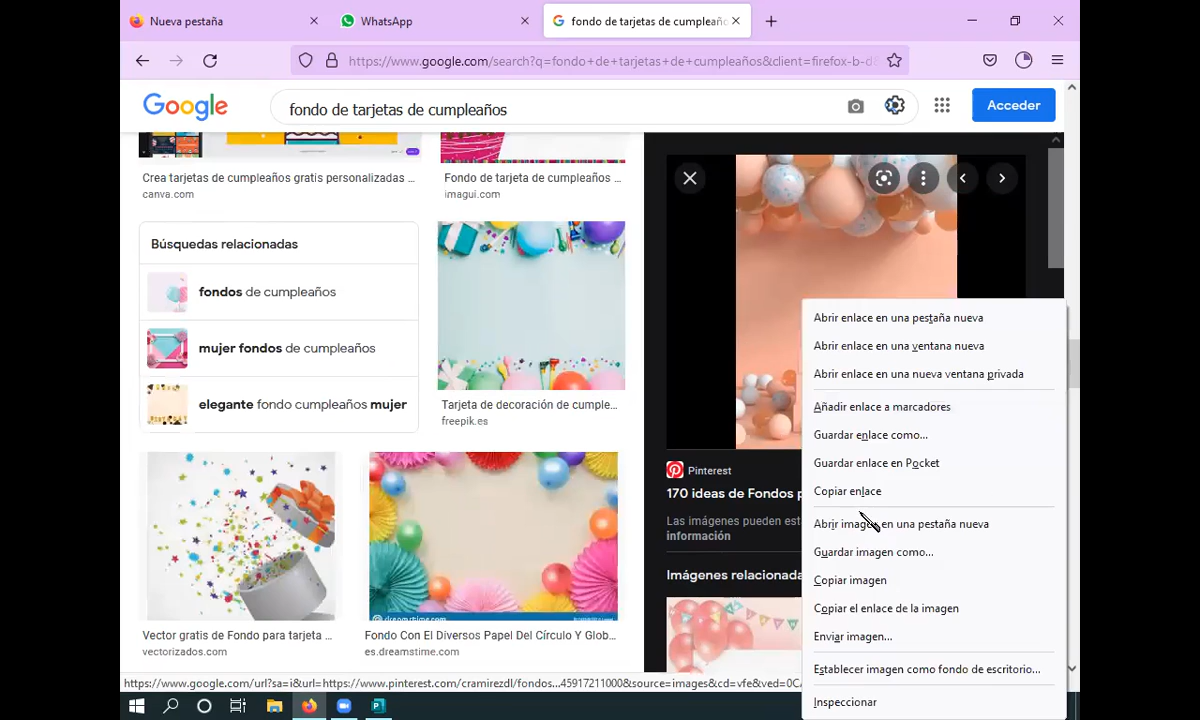 Nueva pestaña
WhatsApp
fondo de tarjetas de cumpleaño
https://www.google.com/search?q=fondo+de+tarjetas+de+cumpleaños&client=firefox-b-d
Google
fondo de tarjetas de cumpleaños
Acceder
Crea tarjetas de cumpleaños gratis personalizadas ...
canva.com
Fondo de tarjeta de cumpleaños ...
imagui.com
Búsquedas relacionadas
fondos de cumpleaños
mujer fondos de cumpleaños
elegante fondo cumpleaños mujer
Tarjeta de decoración de cumple...
freepik.es
dreamstime.com
Vector gratis de Fondo para tarjeta ...
vectorizados.com
Fondo Con El Diversos Papel Del Círculo Y Glob...
es.dreamstime.com
Pinterest
170 ideas de Fondos p
Las imágenes pueden est
información
Imágenes relacionada
Abrir enlace en una pestaña nueva
Abrir enlace en una ventana nueva
Abrir enlace en una nueva ventana privada
Añadir enlace a marcadores
Guardar enlace como...
Guardar enlace en Pocket
Copiar enlace
Abrir imagen en una pestaña nueva
Guardar imagen como...
Copiar imagen
Copiar el enlace de la imagen
Enviar imagen...
Establecer imagen como fondo de escritorio...
Inspeccionar
https://www.google.com/url?sa=i&url=https://www.pinterest.com/cramirezdl/fondos...45917211000&source=images&cd=vfe&ved=0C